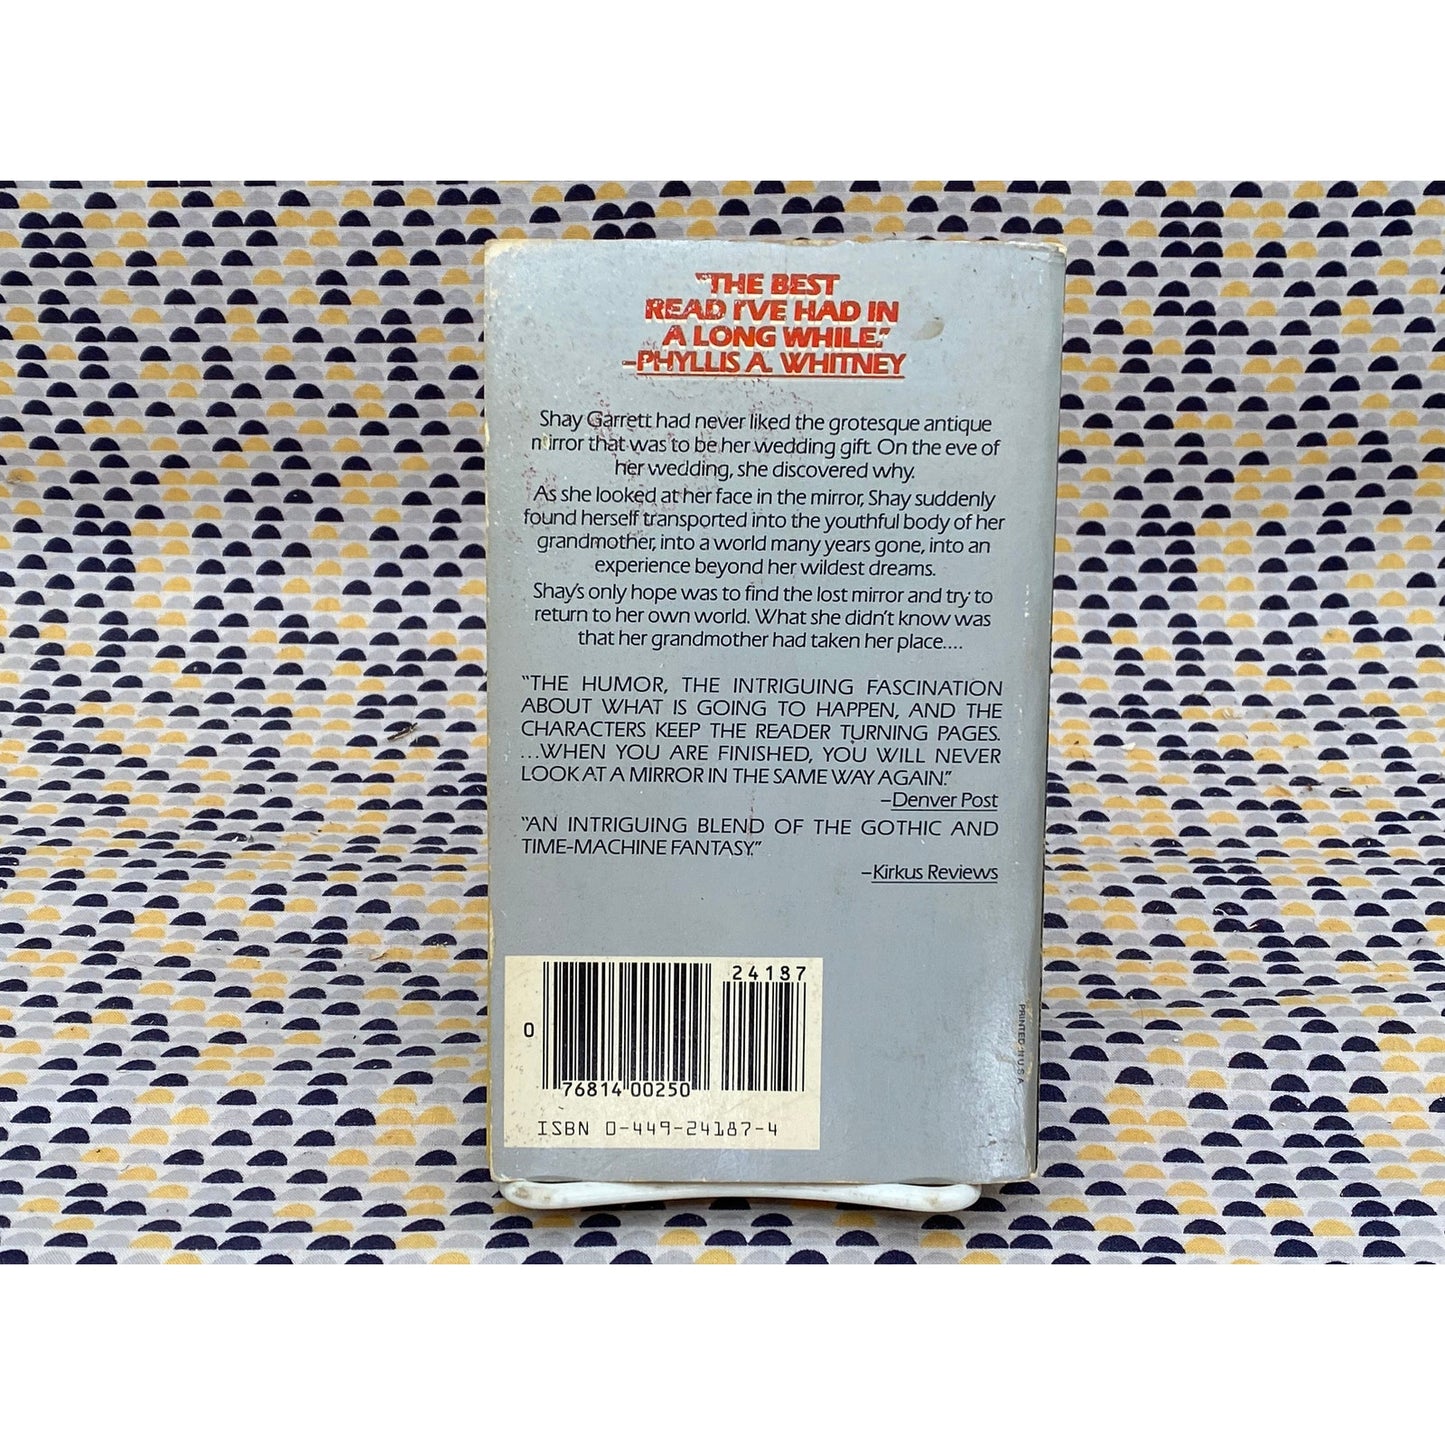 "THE BEST
READ I'VE HAD IN
A LONG WHILE."
–PHYLLIS A. WHITNEY
Shay Garrett had never liked the grotesque antique
mirror that was to be her wedding gift. On the eve of
her wedding, she discovered why.
As she looked at her face in the mirror, Shay suddenly
found herself transported into the youthful body of her
grandmother, into a world many years gone, into an
experience beyond her wildest dreams.
Shay's only hope was to find the lost mirror and try to
return to her own world. What she didn't know was
that her grandmother had taken her place....
"THE HUMOR, THE INTRIGUING FASCINATION
ABOUT WHAT IS GOING TO HAPPEN, AND THE
CHARACTERS KEEP THE READER TURNING PAGES.
...WHEN YOU ARE FINISHED, YOU WILL NEVER
LOOK AT A MIRROR IN THE SAME WAY AGAIN."
–Denver Post
"AN INTRIGUING BLEND OF THE GOTHIC AND
TIME-MACHINE FANTASY."
–Kirkus Reviews
24187
0
76814 00250
ISBN 0-449-24187-4
PRINTED IN U.S.A.